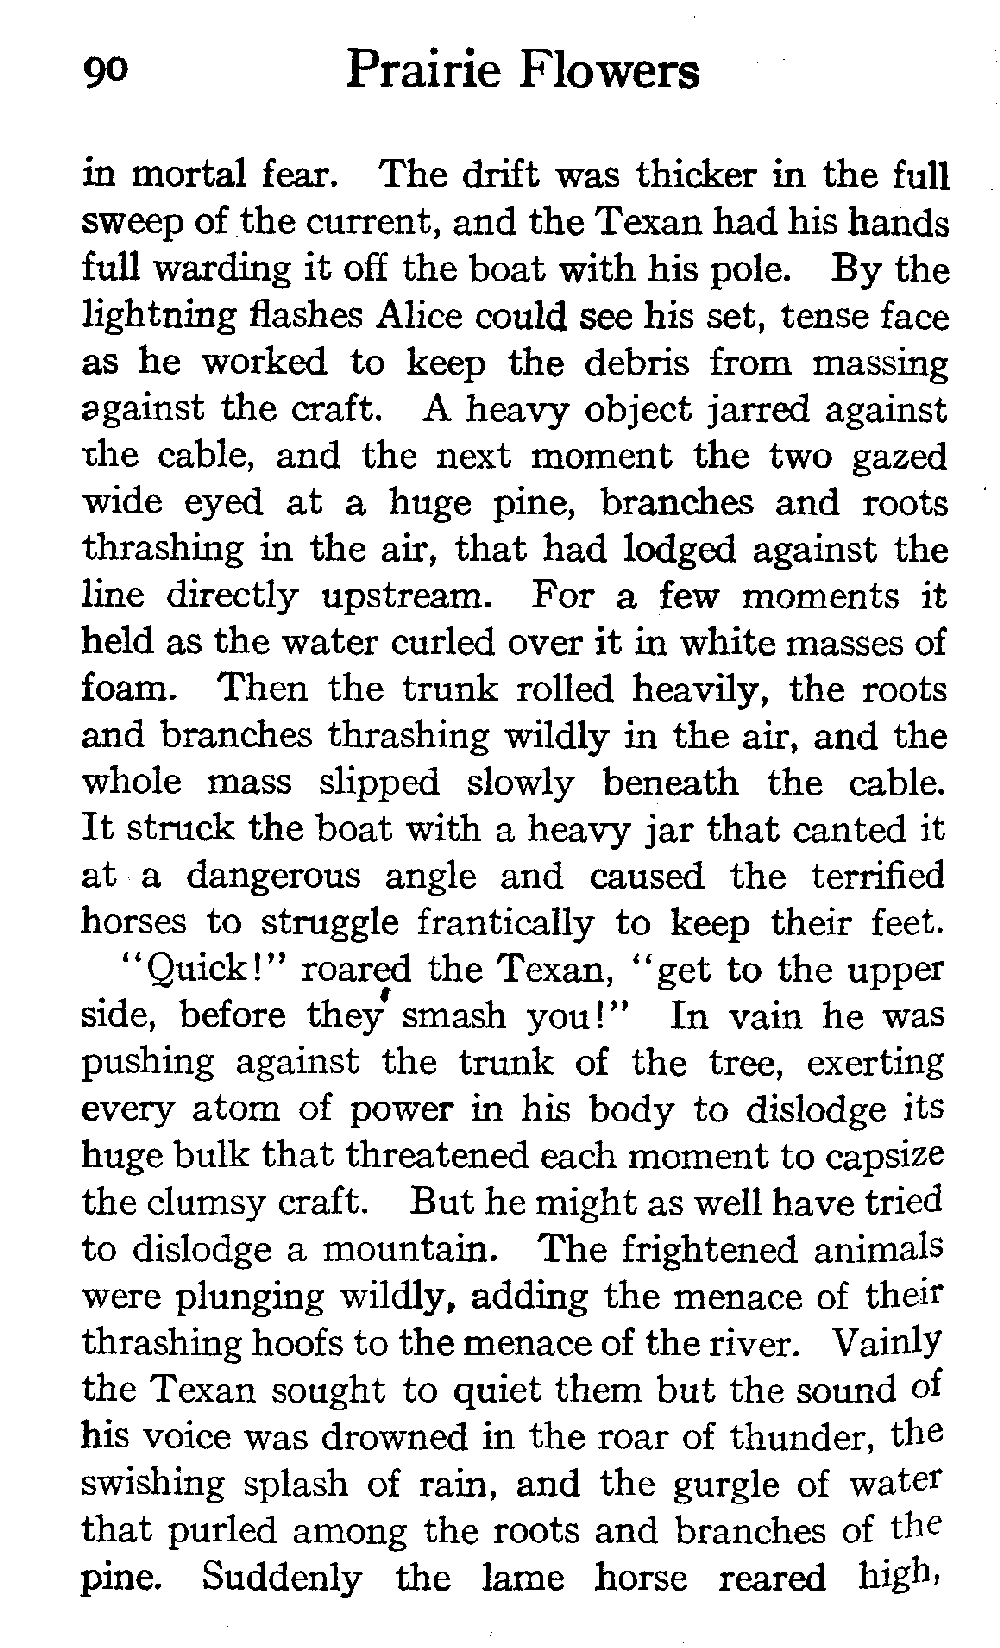 90 Prairie Flowers
in mortal fear. The drift was thicker in the full
sweep of the current, and the Texan had his hands
full warding it off the boat with his pole. By the
lightning flashes Alice could see his set, tense face
as he worked to keep the debris from massing
against the craft. A heavy object jarred against
the cable, and the next moment the two gazed
wide eyed at a huge pine, branches and roots
thrashing in the air, that had lodged against the
line directly upstream. For a few moments it
held as the water curled over it in white masses of
foam. Then the trunk rolled heavily, the roots
and branches thrashing wildly in the air, and the
whole mass slipped slowly beneath the cable.
It struck the boat with a heavy jar that canted it
at a dangerous angle and caused the terrified
horses to struggle frantically to keep their feet.
"Quick!" roared the Texan, "get to the upper
side, before they smash you!" In vain he was
pushing against the trunk of the tree, exerting
every atom of power in his body to dislodge its
huge bulk that threatened each moment to capsize
the clumsy craft. But he might as well have tried
to dislodge a mountain. The frightened animals
were plunging wildly, adding the menace of their
thrashing hoofs to the menace of the river. Vainly
the Texan sought to quiet them but the sound of
his voice was drowned in the roar of thunder, the
swishing splash of rain, and the gurgle of water
that purled among the roots and branches of the
pine. Suddenly the lame horse reared high,